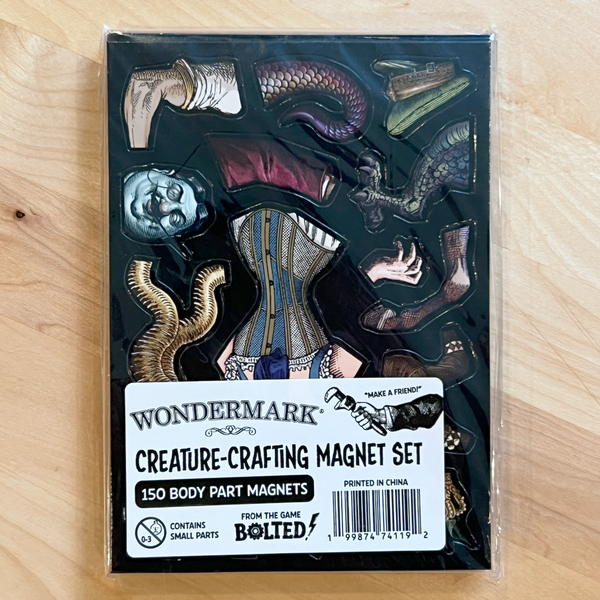 WONDERMARK®
"MAKE A FRIEND!"
CREATURE-CRAFTING MAGNET SET
150 BODY PART MAGNETS
PRINTED IN CHINA
0-3
CONTAINS
SMALL PARTS
FROM THE GAME
BOLTED!
1 99874 74119 2